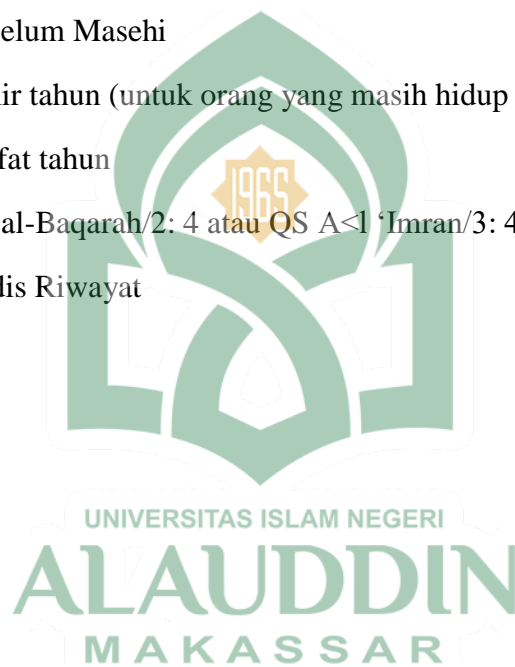 elum Masehi
ir tahun (untuk orang yang masih hidup
fat tahun
al-Baqarah/2: 4 atau QS A<l ‘Imran/3: 4
dis Riwayat
1965
UNIVERSITAS ISLAM NEGERI
ALAUDDIN
MAKASSAR